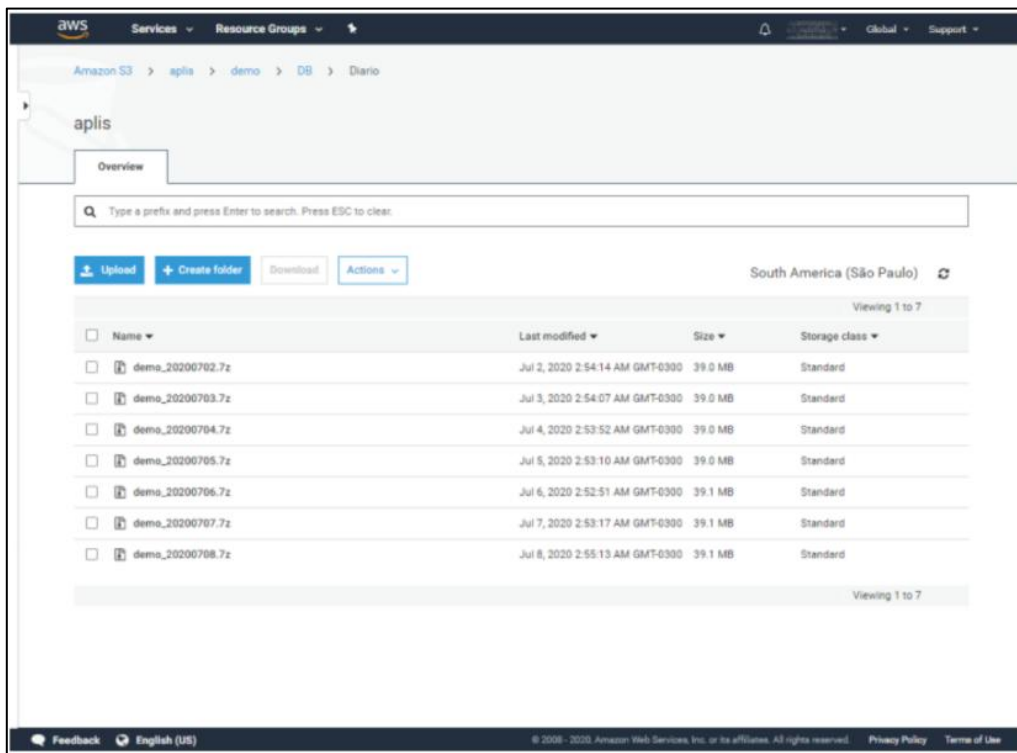 aws Services Resource Groups Global Support
Amazon S3 > aplis > demo > DB > Diario
aplis
Overview
Type a prefix and press Enter to search. Press ESC to clear.
Upload + Create folder Download Actions South America (São Paulo)
Viewing 1 to 7
Name Last modified Size Storage class
demo_20200702.7z Jul 2, 2020 2:54:14 AM GMT-0300 39.0 MB Standard
demo_20200703.7z Jul 3, 2020 2:54:07 AM GMT-0300 39.0 MB Standard
demo_20200704.7z Jul 4, 2020 2:53:52 AM GMT-0300 39.0 MB Standard
demo_20200705.7z Jul 5, 2020 2:53:10 AM GMT-0300 39.0 MB Standard
demo_20200706.7z Jul 6, 2020 2:52:51 AM GMT-0300 39.1 MB Standard
demo_20200707.7z Jul 7, 2020 2:53:17 AM GMT-0300 39.1 MB Standard
demo_20200708.7z Jul 8, 2020 2:55:13 AM GMT-0300 39.1 MB Standard
Viewing 1 to 7
Feedback English (US) © 2008 - 2020, Amazon Web Services, Inc. or its affiliates. All rights reserved. Privacy Policy Terms of Use